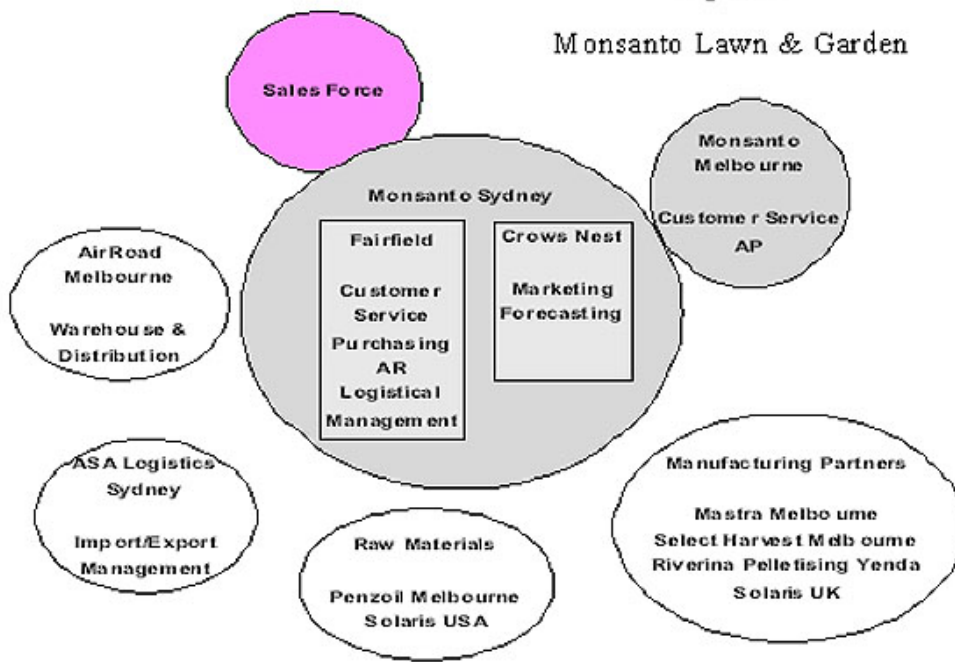 Monsanto Lawn & Garden
Sales Force
Monsanto
Melbourne
Customer Service
AP
Monsanto Sydney
Fairfield
Customer
Service
Purchasing
AR
Logistical
Management
Crows Nest
Marketing
Forecasting
AirRoad
Melbourne
Warehouse &
Distribution
ASA Logistics
Sydney
Import/Export
Management
Raw Materials
Penzoil Melbourne
Solaris USA
Manufacturing Partners
Mastra Melbourne
Select Harvest Melbourne
Riverina Pelletising Yenda
Solaris UK